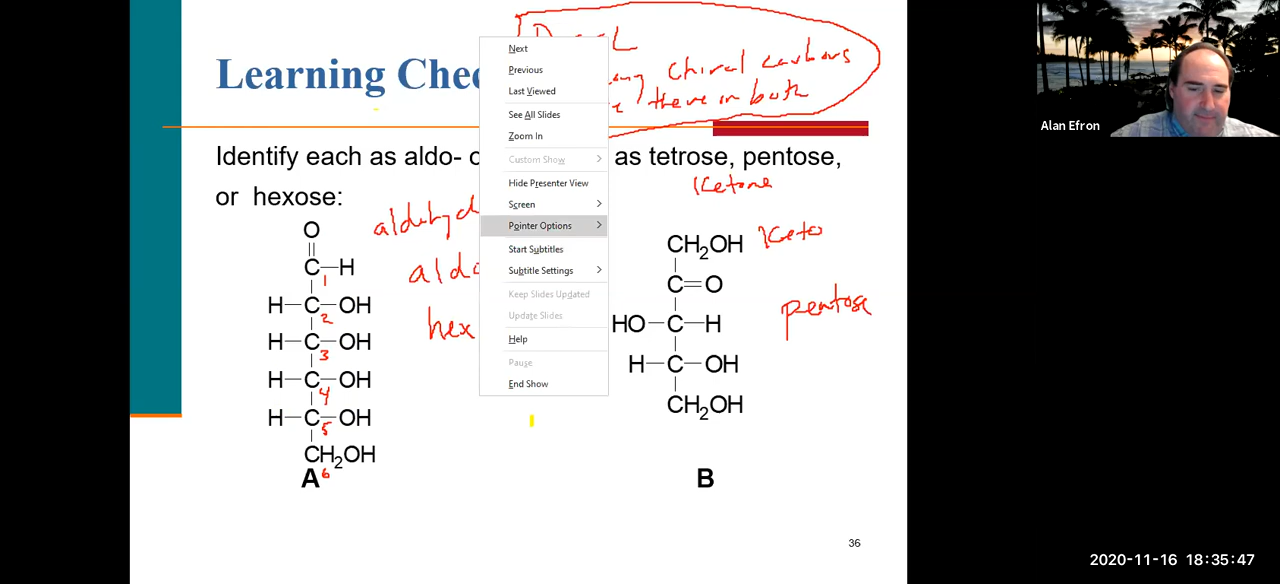 D or L
Learning Chec
chiral carbons
there in both
Identify each as aldo- o as tetrose, pentose,
or hexose:
Ketone
aldehyd
aldo
hex
Keto
pentose
O
C–H
1
H–C–OH
2
H–C–OH
3
H–C–OH
4
H–C–OH
5
CH2OH
A 6
CH2OH
C=O
HO–C–H
H–C–OH
CH2OH
B
Next
Previous
Last Viewed
See All Slides
Zoom In
Custom Show
Hide Presenter View
Screen
Pointer Options
Start Subtitles
Subtitle Settings
Keep Slides Updated
Update Slides
Help
Pause
End Show
36
Alan Efron
2020-11-16 18:35:47